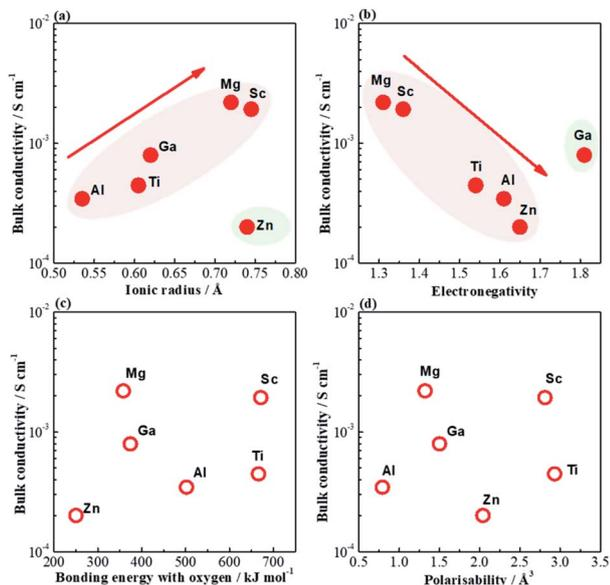 (a)
10^-2
10^-3
10^-4
Bulk conductivity / S cm^-1
Mg
Sc
Ga
Al
Ti
Zn
0.50 0.55 0.60 0.65 0.70 0.75 0.80
Ionic radius / Å
(b)
10^-2
10^-3
10^-4
Bulk conductivity / S cm^-1
Mg
Sc
Ga
Ti
Al
Zn
1.3 1.4 1.5 1.6 1.7 1.8
Electronegativity
(c)
10^-2
10^-3
10^-4
Bulk conductivity / S cm^-1
Mg
Sc
Ga
Al
Ti
Zn
200 300 400 500 600 700
Bonding energy with oxygen / kJ mol^-1
(d)
10^-2
10^-3
10^-4
Bulk conductivity / S cm^-1
Mg
Sc
Ga
Al
Ti
Zn
0.5 1.0 1.5 2.0 2.5 3.0 3.5
Polarisability / Å^3